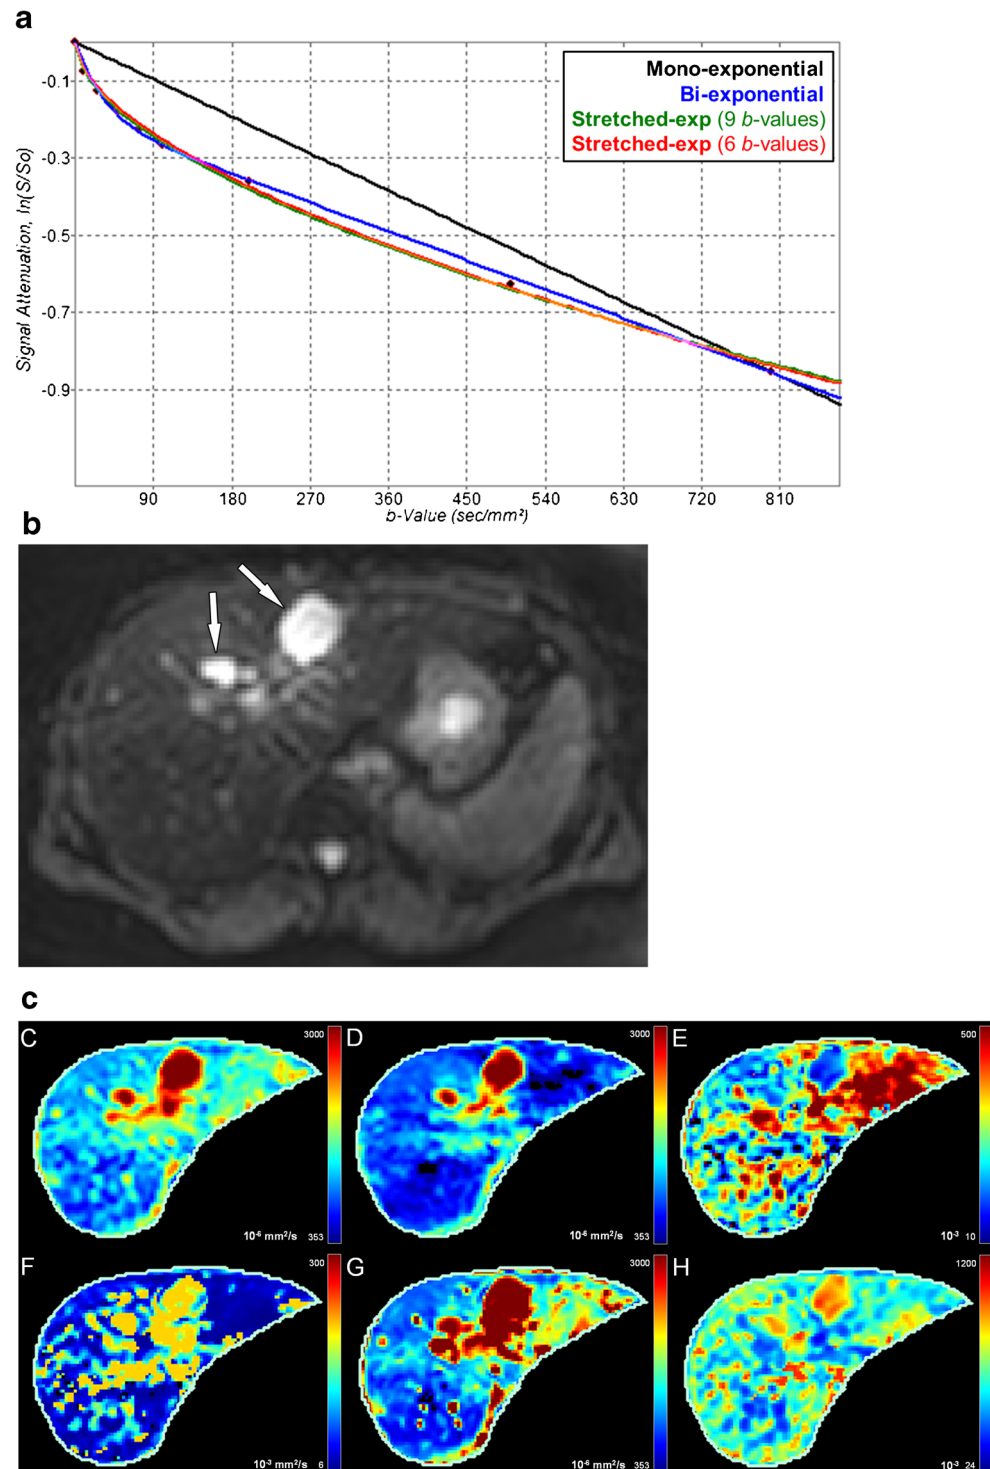 a
Mono-exponential
Bi-exponential
Stretched-exp (9 b-values)
Stretched-exp (6 b-values)
Signal Attenuation, ln(S/So)
-0.1
-0.3
-0.5
-0.7
-0.9
90 180 270 360 450 540 630 720 810
b-Value (sec/mm²)
b
c
C 3000
10-6 mm²/s 353
D 3000
10-6 mm²/s 353
E 500
10-3 10
F 300
10-3 mm²/s 6
G 3000
10-6 mm²/s 353
H 1200
10-3 24